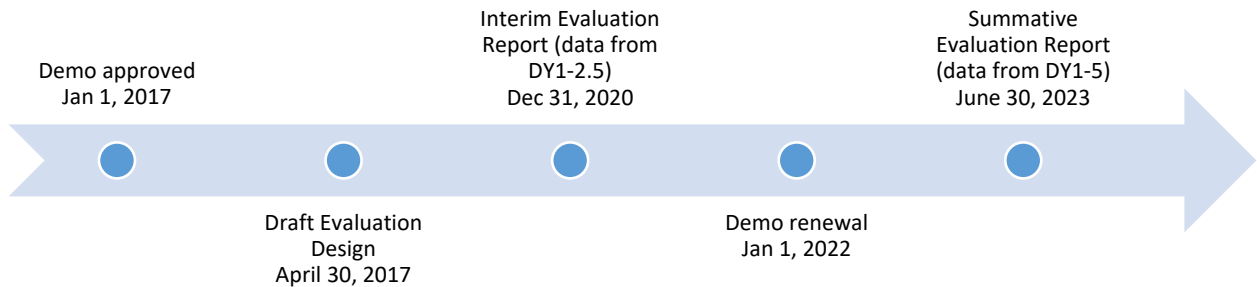 Demo approved
Jan 1, 2017
Draft Evaluation
Design
April 30, 2017
Interim Evaluation
Report (data from
DY1-2.5)
Dec 31, 2020
Demo renewal
Jan 1, 2022
Summative
Evaluation Report
(data from DY1-5)
June 30, 2023